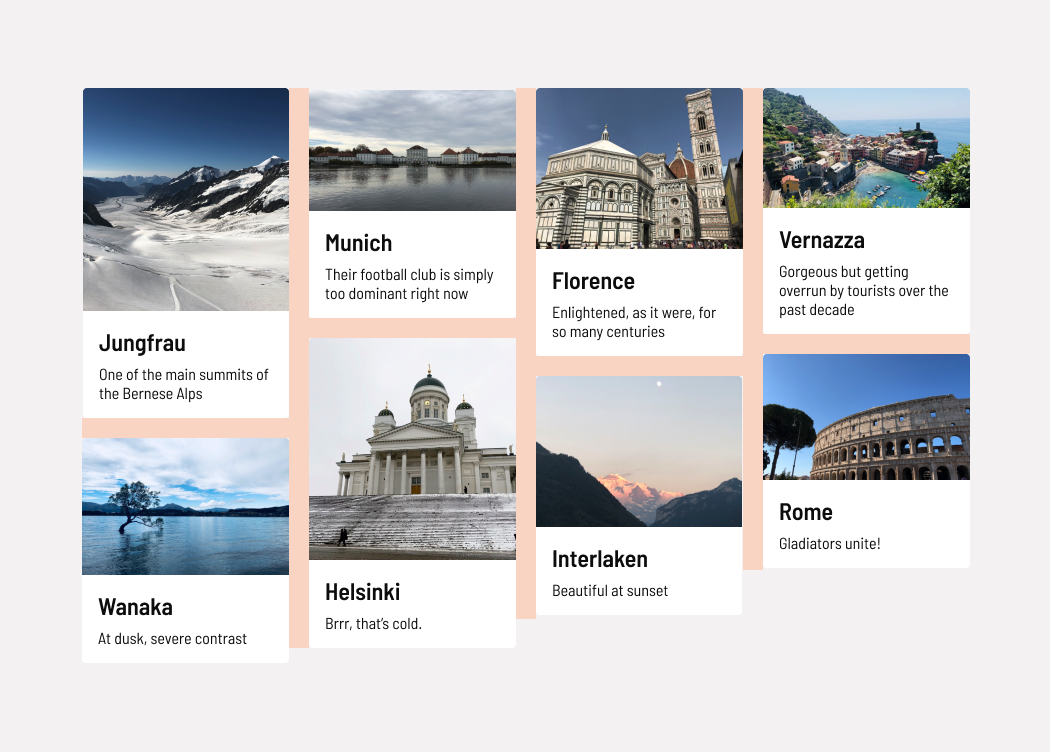 Jungfrau
One of the main summits of
the Bernese Alps
Wanaka
At dusk, severe contrast
Munich
Their football club is simply
too dominant right now
Helsinki
Brrr, that's cold.
Florence
Enlightened, as it were, for
so many centuries
Interlaken
Beautiful at sunset
Vernazza
Gorgeous but getting
overrun by tourists over the
past decade
Rome
Gladiators unite!